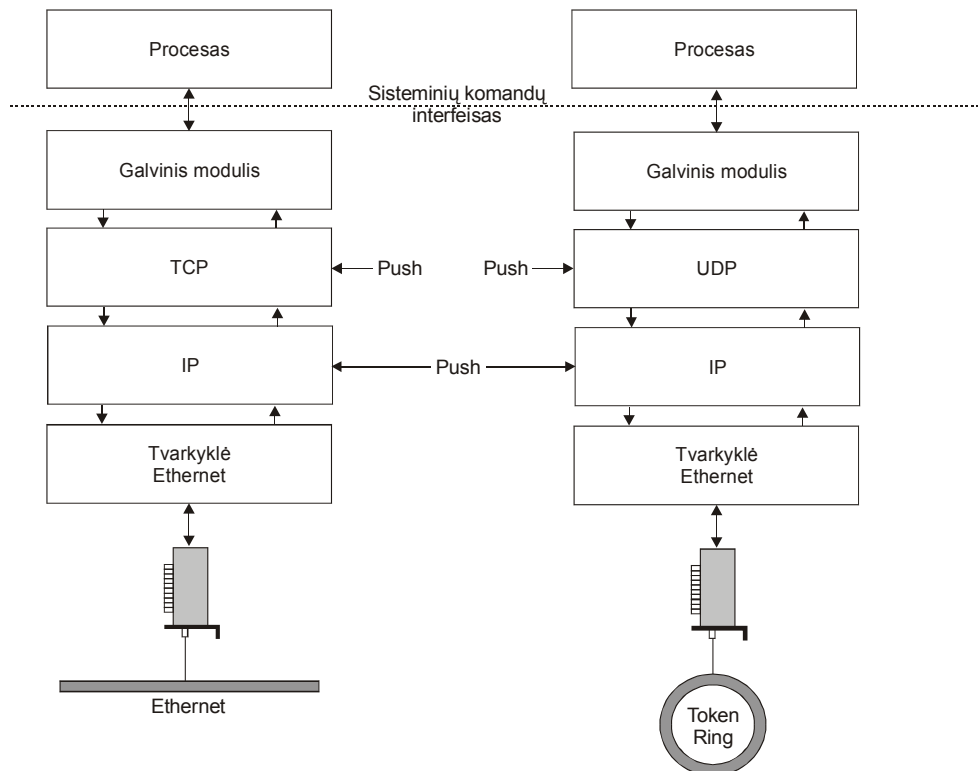 Procesas
Procesas
Sisteminių komandų
interfeisas
Galvinis modulis
Galvinis modulis
TCP
Push
Push
UDP
IP
Push
IP
Tvarkyklė
Ethernet
Tvarkyklė
Ethernet
Ethernet
Token
Ring